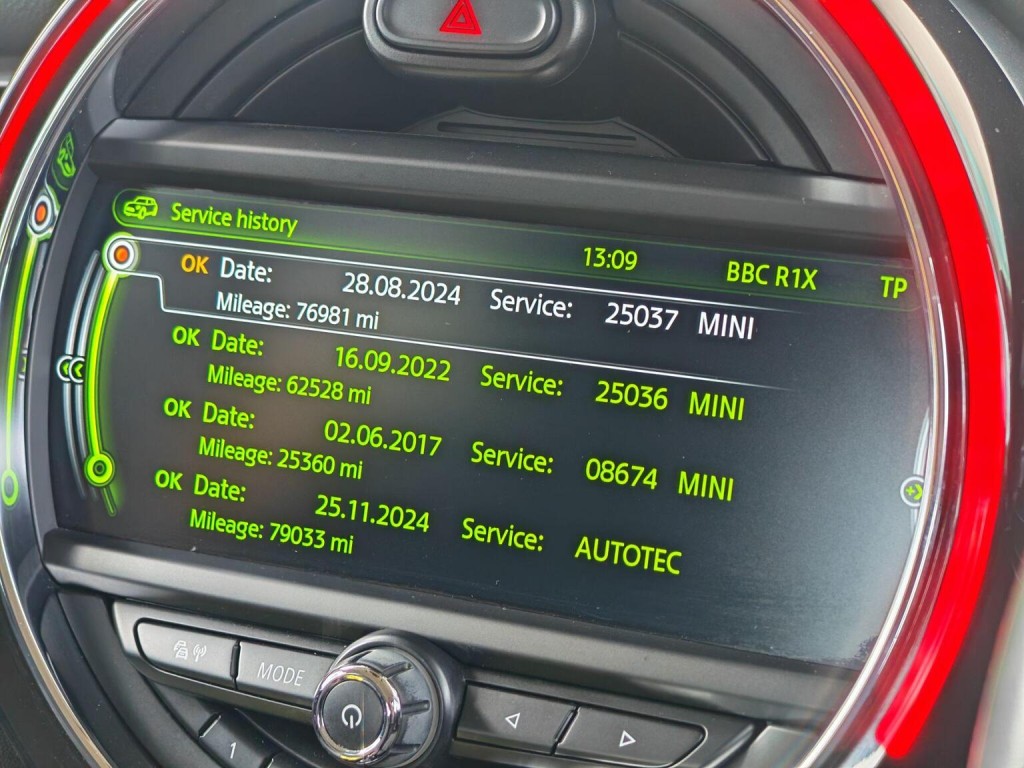 Service history
13:09 BBC R1X TP
OK Date: 28.08.2024 Service: 25037 MINI
Mileage: 76981 mi
OK Date: 16.09.2022 Service: 25036 MINI
Mileage: 62528 mi
OK Date: 02.06.2017 Service: 08674 MINI
Mileage: 25360 mi
OK Date: 25.11.2024 Service: AUTOTEC
Mileage: 79033 mi
MODE
1